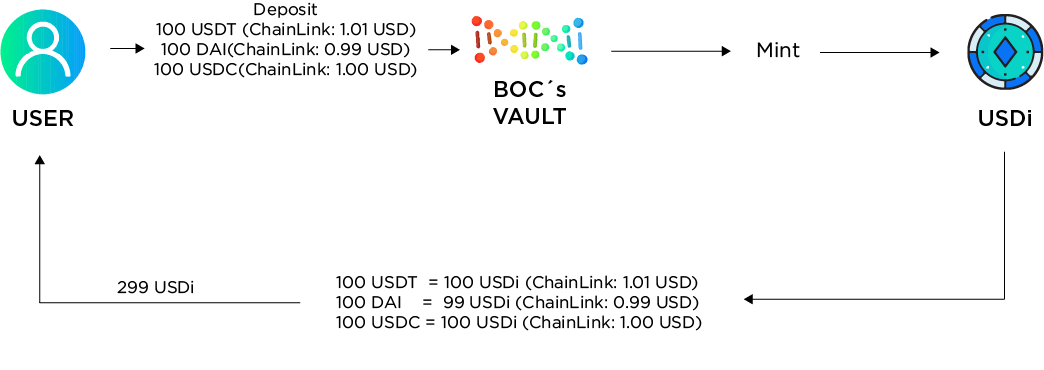 Deposit
100 USDT (ChainLink: 1.01 USD)
100 DAI(ChainLink: 0.99 USD)
100 USDC(ChainLink: 1.00 USD)
Mint
USER
BOC´s
VAULT
USDi
299 USDi
100 USDT = 100 USDi (ChainLink: 1.01 USD)
100 DAI = 99 USDi (ChainLink: 0.99 USD)
100 USDC = 100 USDi (ChainLink: 1.00 USD)